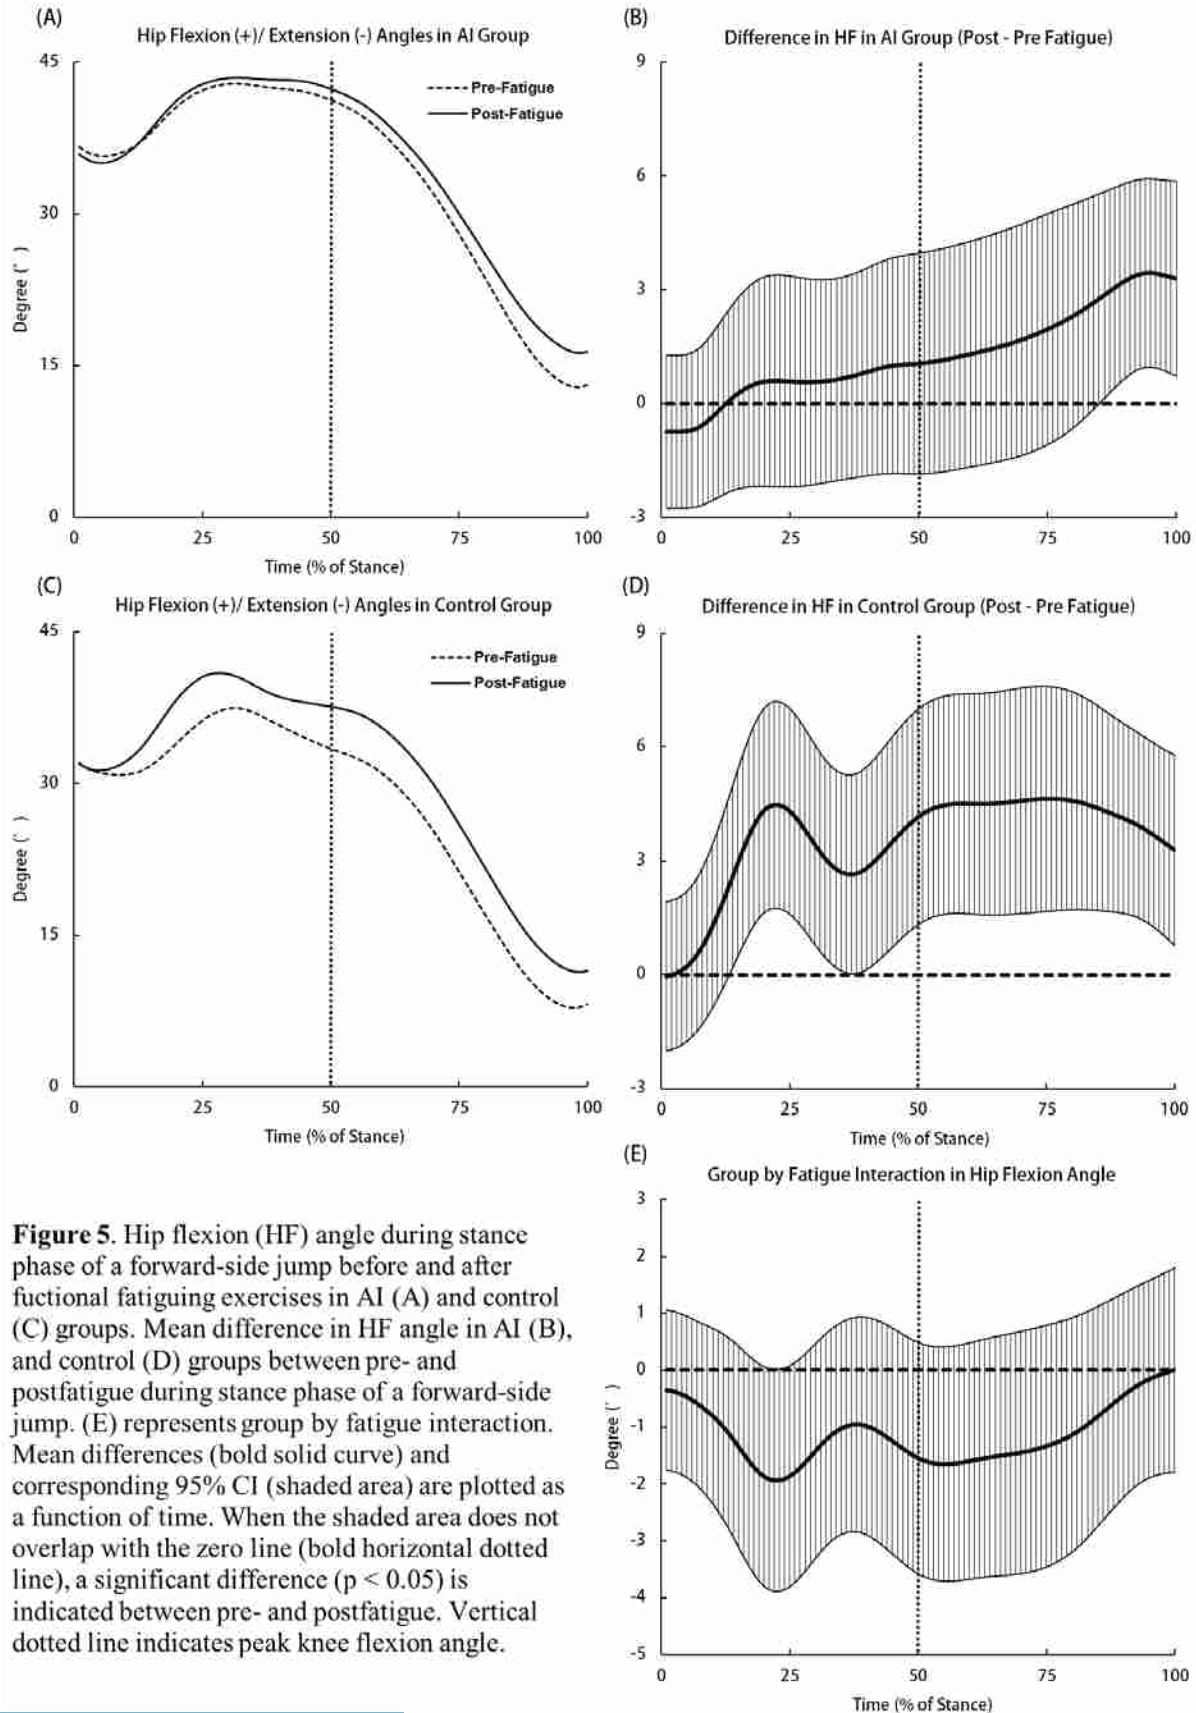 (A)
Hip Flexion (+)/ Extension (-) Angles in AI Group
45
30
15
0
Degree (˚)
Pre-Fatigue
Post-Fatigue
0 25 50 75 100
Time (% of Stance)
(B)
Difference in HF in AI Group (Post - Pre Fatigue)
9
6
3
0
-3
0 25 50 75 100
(C)
Hip Flexion (+)/ Extension (-) Angles in Control Group
45
30
15
0
Degree (˚)
Pre-Fatigue
Post-Fatigue
0 25 50 75 100
Time (% of Stance)
(D)
Difference in HF in Control Group (Post - Pre Fatigue)
9
6
3
0
-3
0 25 50 75 100
Time (% of Stance)
(E)
Group by Fatigue Interaction in Hip Flexion Angle
3
2
1
0
-1
-2
-3
-4
-5
Degree (˚)
0 25 50 75 100
Time (% of Stance)
Figure 5. Hip flexion (HF) angle during stance
phase of a forward-side jump before and after
fuctional fatiguing exercises in AI (A) and control
(C) groups. Mean difference in HF angle in AI (B),
and control (D) groups between pre- and
postfatigue during stance phase of a forward-side
jump. (E) represents group by fatigue interaction.
Mean differences (bold solid curve) and
corresponding 95% CI (shaded area) are plotted as
a function of time. When the shaded area does not
overlap with the zero line (bold horizontal dotted
line), a significant difference (p < 0.05) is
indicated between pre- and postfatigue. Vertical
dotted line indicates peak knee flexion angle.